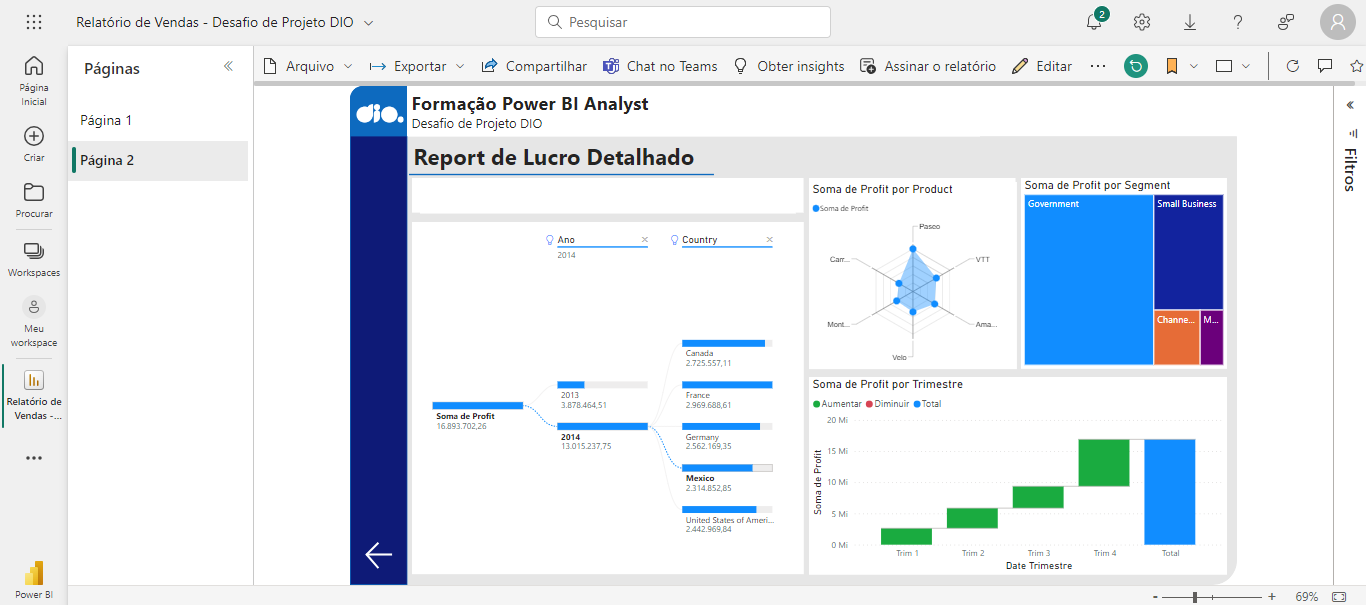 Relatório de Vendas - Desafio de Projeto DIO
Pesquisar
2
Página Inicial
Criar
Procurar
Workspaces
Meu workspace
Relatório de Vendas -...
Power BI
Páginas
Página 1
Página 2
Arquivo
Exportar
Compartilhar
Chat no Teams
Obter insights
Assinar o relatório
Editar
Filtros
dio.
Formação Power BI Analyst
Desafio de Projeto DIO
Report de Lucro Detalhado
Ano
2014
Country
Soma de Profit
16.893.702,26
2013
3.878.464,51
2014
13.015.237,75
Canada
2.725.557,11
France
2.969.688,61
Germany
2.562.169,35
Mexico
2.314.852,85
United States of Ameri...
2.442.969,84
Soma de Profit por Product
Soma de Profit
Paseo
VTT
Ama...
Velo
Mont...
Carr...
Soma de Profit por Segment
Government
Small Business
Channe...
M...
Soma de Profit por Trimestre
Aumentar Diminuir Total
Soma de Profit
20 Mi
15 Mi
10 Mi
5 Mi
0 Mi
Trim 1
Trim 2
Trim 3
Trim 4
Total
Date Trimestre
- + 69%